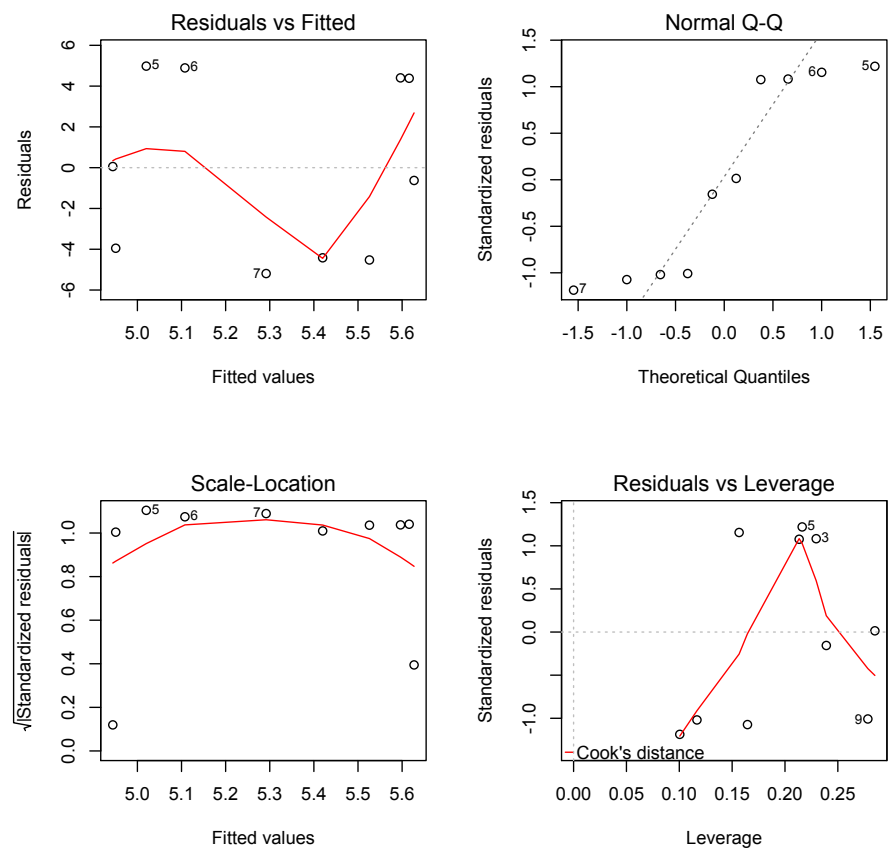 Residuals vs Fitted
Residuals
6
4
2
0
-2
-4
-6
5
6
7
5.0 5.1 5.2 5.3 5.4 5.5 5.6
Fitted values
Normal Q-Q
Standardized residuals
1.5
1.0
0.5
0.0
-0.5
-1.0
6
5
7
-1.5 -1.0 -0.5 0.0 0.5 1.0 1.5
Theoretical Quantiles
Scale-Location
√|Standardized residuals|
1.0
0.8
0.6
0.4
0.2
0.0
5
6
7
5.0 5.1 5.2 5.3 5.4 5.5 5.6
Fitted values
Residuals vs Leverage
Standardized residuals
1.5
1.0
0.5
0.0
-1.0
5
3
9
Cook's distance
0.00 0.05 0.10 0.15 0.20 0.25
Leverage